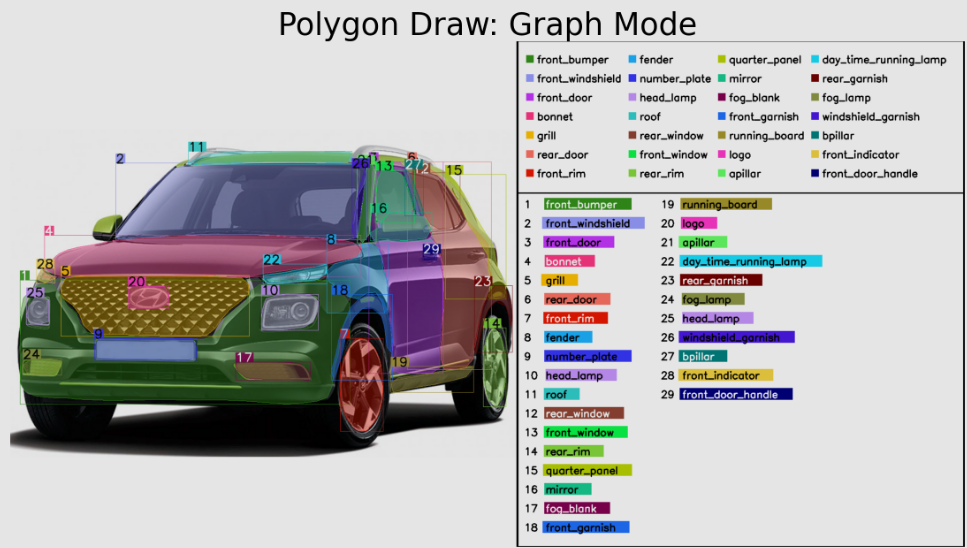 Polygon Draw: Graph Mode
front_bumper fender quarter_panel day_time_running_lamp
front_windshield number_plate mirror rear_garnish
front_door head_lamp fog_blank fog_lamp
bonnet roof front_garnish windshield_garnish
grill rear_window running_board bpillar
rear_door front_window logo front_indicator
front_rim rear_rim apillar front_door_handle
1 front_bumper
2 front_windshield
3 front_door
4 bonnet
5 grill
6 rear_door
7 front_rim
8 fender
9 number_plate
10 head_lamp
11 roof
12 rear_window
13 front_window
14 rear_rim
15 quarter_panel
16 mirror
17 fog_blank
18 front_garnish
19 running_board
20 logo
21 apillar
22 day_time_running_lamp
23 rear_garnish
24 fog_lamp
25 head_lamp
26 windshield_garnish
27 bpillar
28 front_indicator
29 front_door_handle
11
2
26
13
6
27
15
16
4
8
29
28
5
22
1
20
10
18
23
25
9
7
14
24
17
19